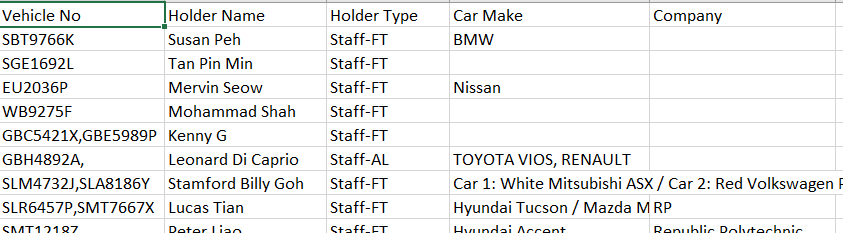 Vehicle No Holder Name Holder Type Car Make Company
SBT9766K Susan Peh Staff-FT BMW
SGE1692L Tan Pin Min Staff-FT
EU2036P Mervin Seow Staff-FT Nissan
WB9275F Mohammad Shah Staff-FT
GBC5421X,GBE5989P Kenny G Staff-FT
GBH4892A, Leonard Di Caprio Staff-AL TOYOTA VIOS, RENAULT
SLM4732J,SLA8186Y Stamford Billy Goh Staff-FT Car 1: White Mitsubishi ASX / Car 2: Red Volkswagen
SLR6457P,SMT7667X Lucas Tian Staff-FT Hyundai Tucson / Mazda M RP
SMT1218Z Peter Liao Staff-FT Hyundai Accent Republic Polytechnic